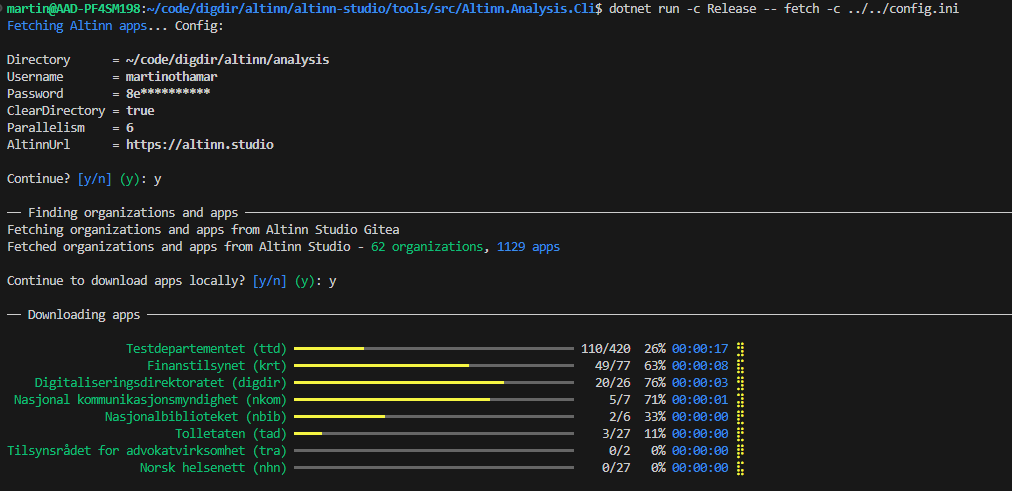 martin@AAD-PF4SM198:~/code/digdir/altinn/altinn-studio/tools/src/Altinn.Analysis.Cli$ dotnet run -c Release -- fetch -c ../../config.ini
Fetching Altinn apps... Config:
Directory = ~/code/digdir/altinn/analysis
Username = martinothamar
Password = 8e**********
ClearDirectory = true
Parallelism = 6
AltinnUrl = https://altinn.studio
Continue? [y/n] (y): y
Finding organizations and apps
Fetching organizations and apps from Altinn Studio Gitea
Fetched organizations and apps from Altinn Studio - 62 organizations, 1129 apps
Continue to download apps locally? [y/n] (y): y
Downloading apps
Testdepartementet (ttd) 110/420 26% 00:00:17
Finanstilsynet (krt) 49/77 63% 00:00:08
Digitaliseringsdirektoratet (digdir) 20/26 76% 00:00:03
Nasjonal kommunikasjonsmyndighet (nkom) 5/7 71% 00:00:01
Nasjonalbiblioteket (nbib) 2/6 33% 00:00:00
Tolletaten (tad) 3/27 11% 00:00:00
Tilsynsrådet for advokatvirksomhet (tra) 0/2 0% 00:00:00
Norsk helsenett (nhn) 0/27 0% 00:00:00